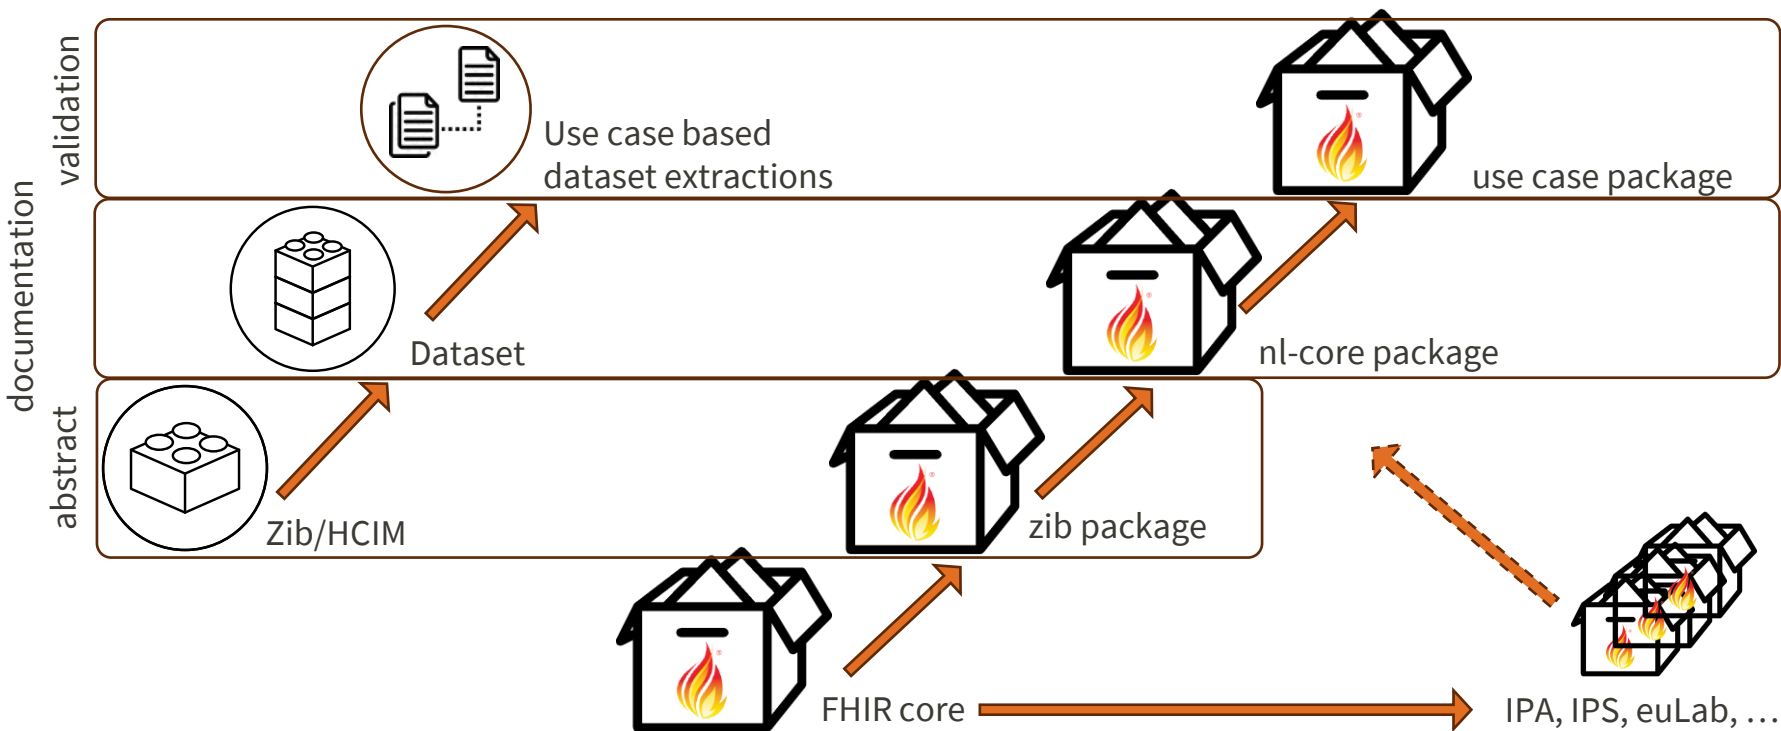 validation
Use case based
dataset extractions
use case package
documentation
Dataset
nl-core package
abstract
Zib/HCIM
zib package
FHIR core
IPA, IPS, euLab, …